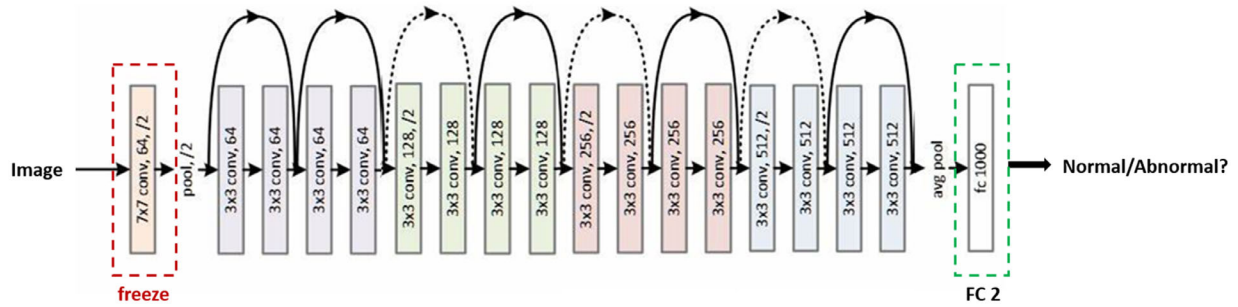 Image
7x7 conv, 64, /2
pool, /2
3x3 conv, 64
3x3 conv, 64
3x3 conv, 64
3x3 conv, 64
3x3 conv, 128, /2
3x3 conv, 128
3x3 conv, 128
3x3 conv, 128
3x3 conv, 256, /2
3x3 conv, 256
3x3 conv, 256
3x3 conv, 256
3x3 conv, 512, /2
3x3 conv, 512
3x3 conv, 512
3x3 conv, 512
avg pool
fc 1000
Normal/Abnormal?
freeze
FC 2